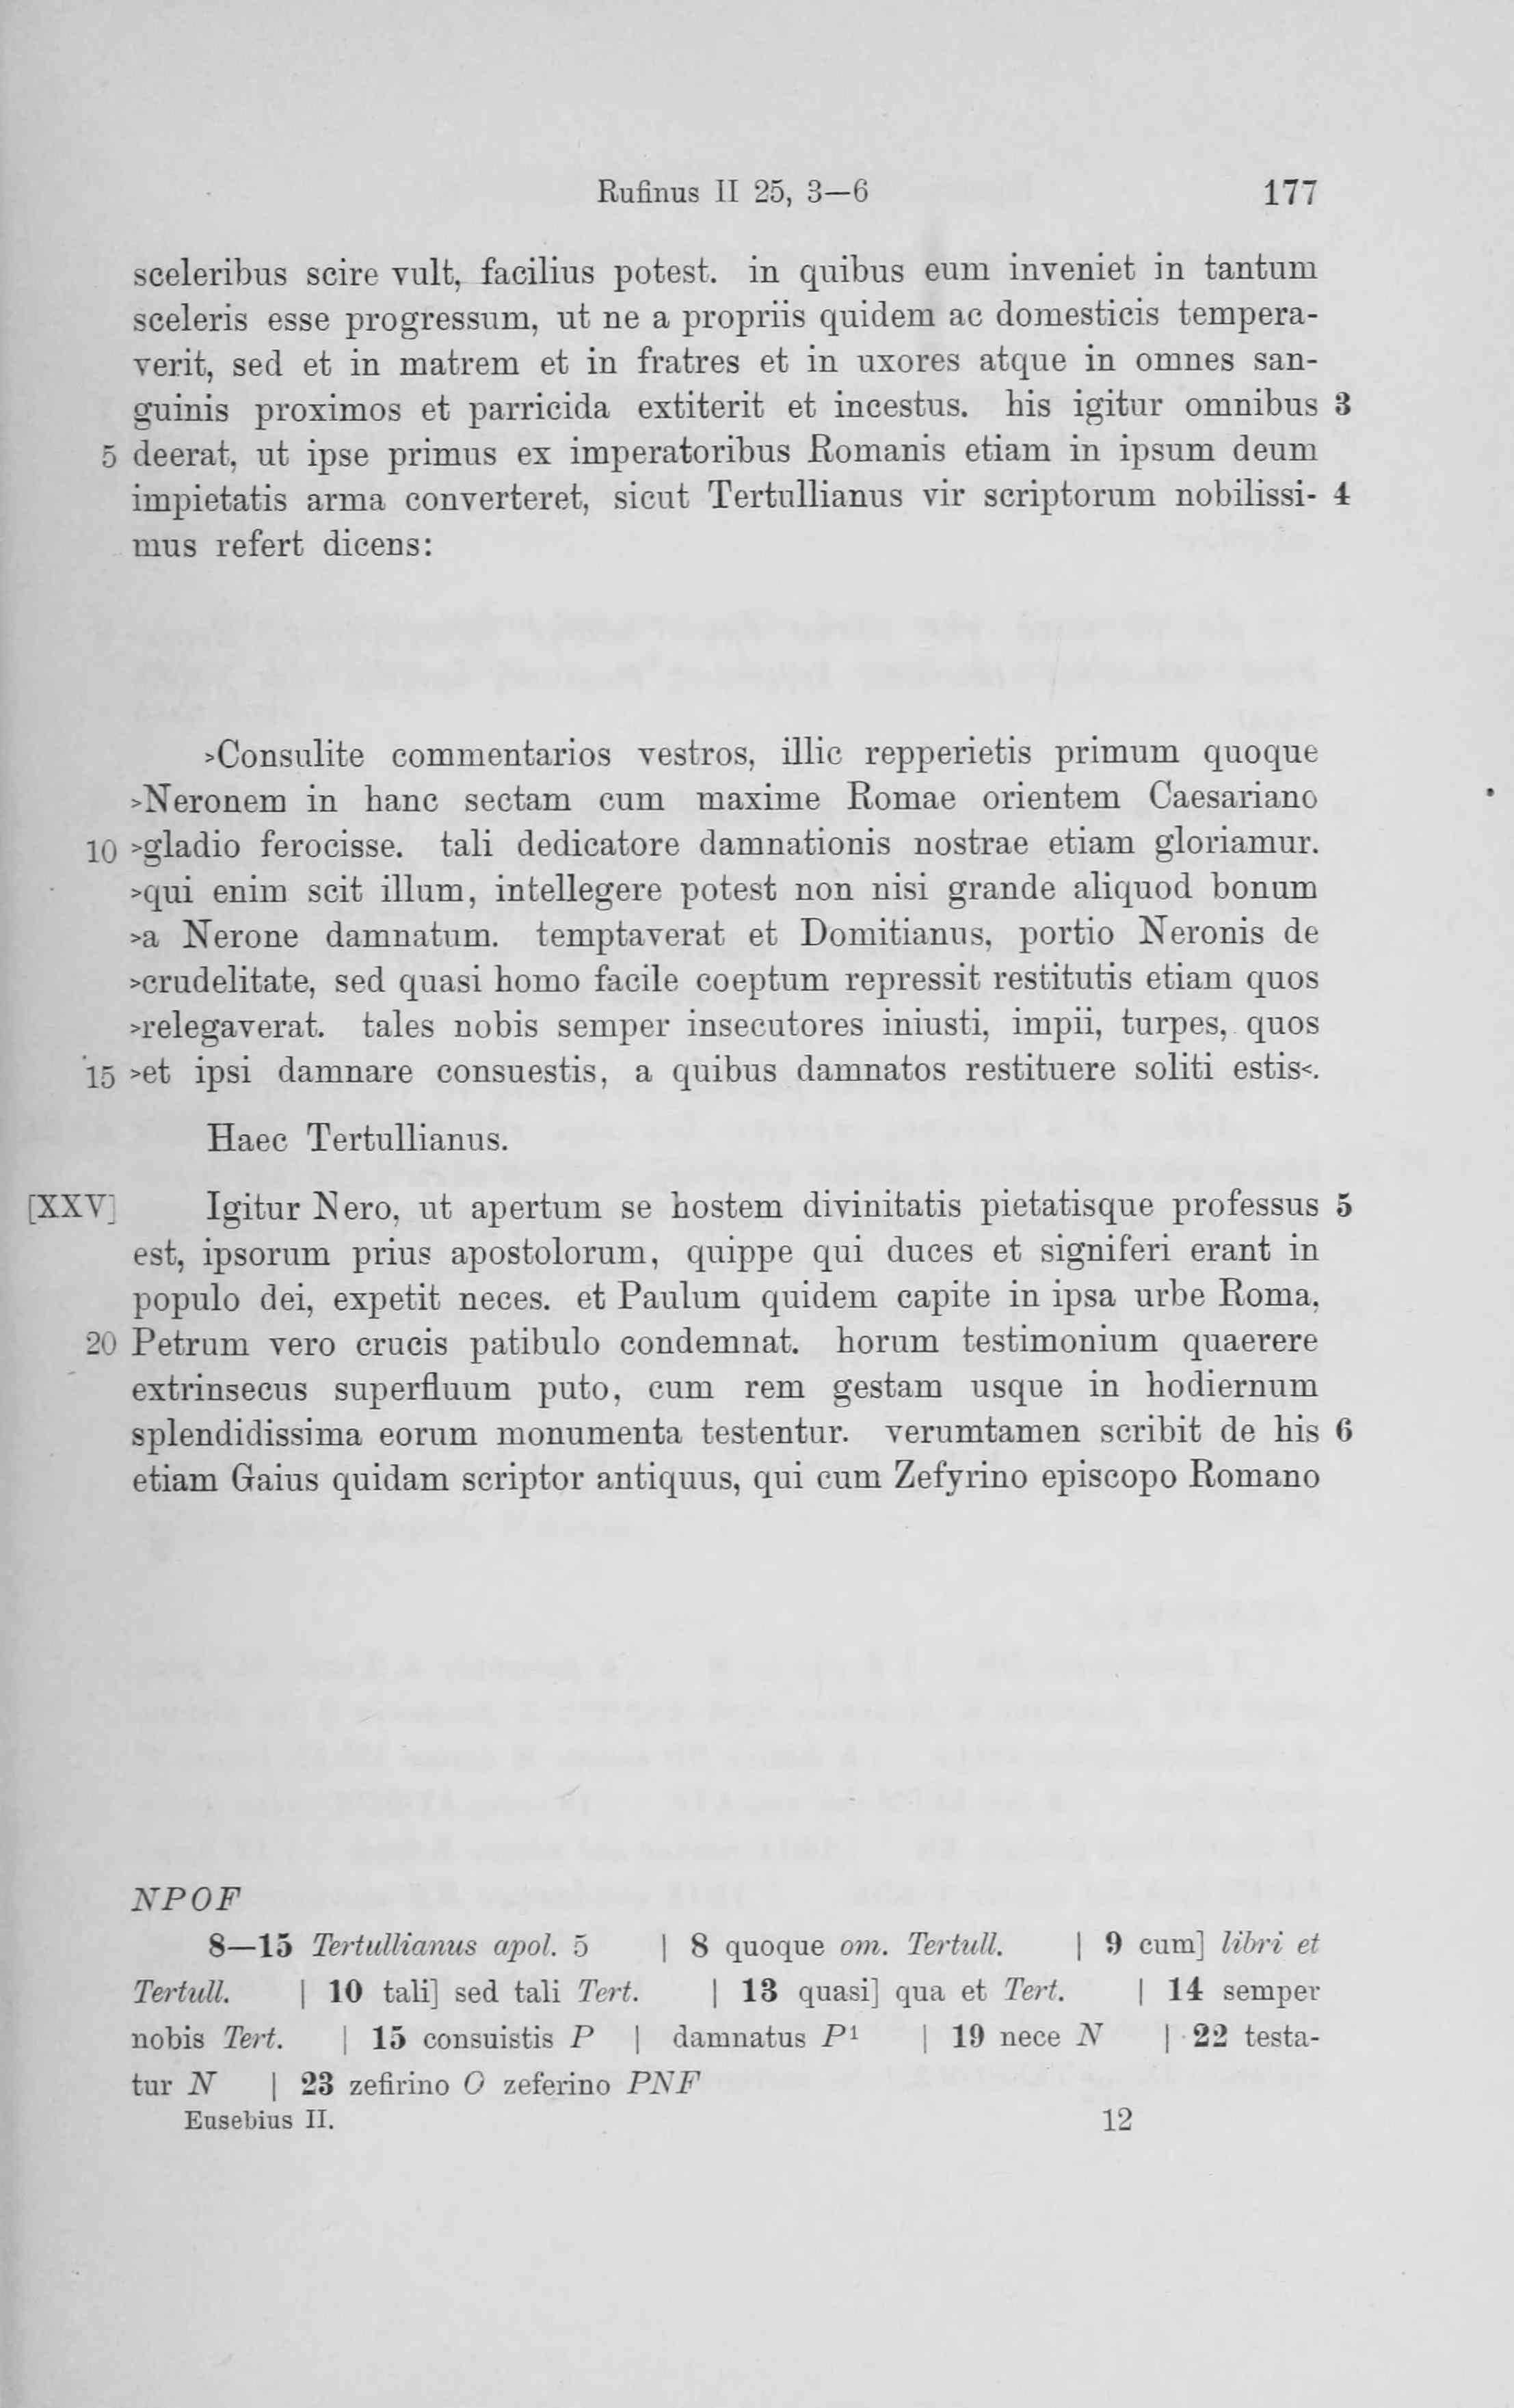 Rufinus II 25, 3—6 177
sceleribus scire vult, facilius potest. in quibus eum inveniet in tantum
sceleris esse progressum, ut ne a propriis quidem ac domesticis tempera-
verit, sed et in matrem et in fratres et in uxores atque in omnes san-
guinis proximos et parricida extiterit et incestus. his igitur omnibus 3
5 deerat, ut ipse primus ex imperatoribus Romanis etiam in ipsum deum
impietatis arma converteret, sicut Tertullianus vir scriptorum nobilissi- 4
mus refert dicens:
>Consulite commentarios vestros, illic repperietis primum quoque
>Neronem in hanc sectam cum maxime Romae orientem Caesariano
10 >gladio ferocisse. tali dedicatore damnationis nostrae etiam gloriamur.
>qui enim scit illum, intellegere potest non nisi grande aliquod bonum
>a Nerone damnatum. temptaverat et Domitianus, portio Neronis de
>crudelitate, sed quasi homo facile coeptum repressit restitutis etiam quos
>relegaverat. tales nobis semper insecutores iniusti, impii, turpes, quos
15 >et ipsi damnare consuestis, a quibus damnatos restituere soliti estis<.
Haec Tertullianus.
[XXV] Igitur Nero, ut apertum se hostem divinitatis pietatisque professus 5
est, ipsorum prius apostolorum, quippe qui duces et signiferi erant in
populo dei, expetit neces. et Paulum quidem capite in ipsa urbe Roma,
20 Petrum vero crucis patibulo condemnat. horum testimonium quaerere
extrinsecus superfluum puto, cum rem gestam usque in hodiernum
splendidissima eorum monumenta testentur. verumtamen scribit de his 6
etiam Gaius quidam scriptor antiquus, qui cum Zefyrino episcopo Romano
NPOF
8—15 Tertullianus apol. 5 | 8 quoque om. Tertull. | 9 cum] libri et
Tertull. | 10 tali] sed tali Tert. | 13 quasi] qua et Tert. | 14 semper
nobis Tert. | 15 consuistis P | damnatus P¹ | 19 nece N | 22 testa-
tur N | 23 zefirino O zeferino PNF
Eusebius II. 12